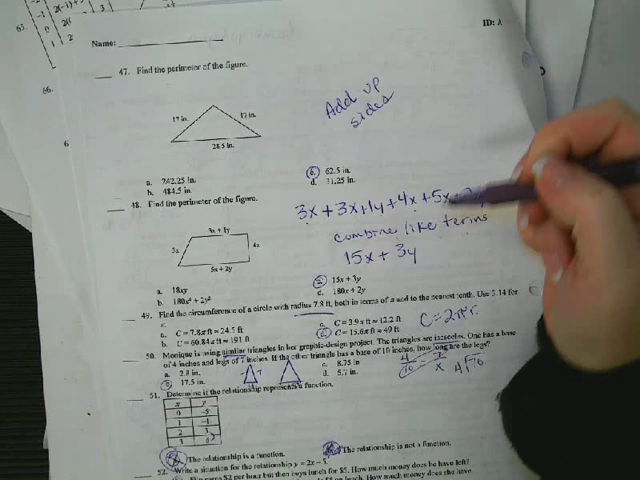 Name:
ID: A
47. Find the perimeter of the figure.
17 in.
17 in.
28.5 in.
Add up
sides
a. 242.25 in.
b. 484.5 in.
62.5 in.
d. 31.25 in.
48. Find the perimeter of the figure.
3x + 1y
3x
4x
5x + 2y
3x + 3x + 1y + 4x + 5x +
combine like terms
15x + 3y
a. 18xy
b. 180x² + 2y²
15x + 3y
180x + 2y
49. Find the circumference of a circle with radius 7.8 ft, both in terms of π and to the nearest tenth. Use 3.14 for
π.
a. C = 7.8π ft ≈ 24.5 ft
b. C = 60.84π ft ≈ 191 ft
c. C = 3.9π ft ≈ 12.2 ft
C = 15.6π ft ≈ 49 ft
C = 2πr
50. Monique is using similar triangles in her graphic-design project. The triangles are isosceles. One has a base
of 4 inches and legs of 7 inches. If the other triangle has a base of 10 inches, how long are the legs?
a. 2.8 in.
17.5 in.
c. 8.75 in
d. 5.7 in.
4
10
7
x
4√70
51. Determine if the relationship represents a function.
x y
0 -5
1 -1
2 3
3
The relationship is a function.
The relationship is not a function.
52. Write a situation for the relationship y = 2x - 5.